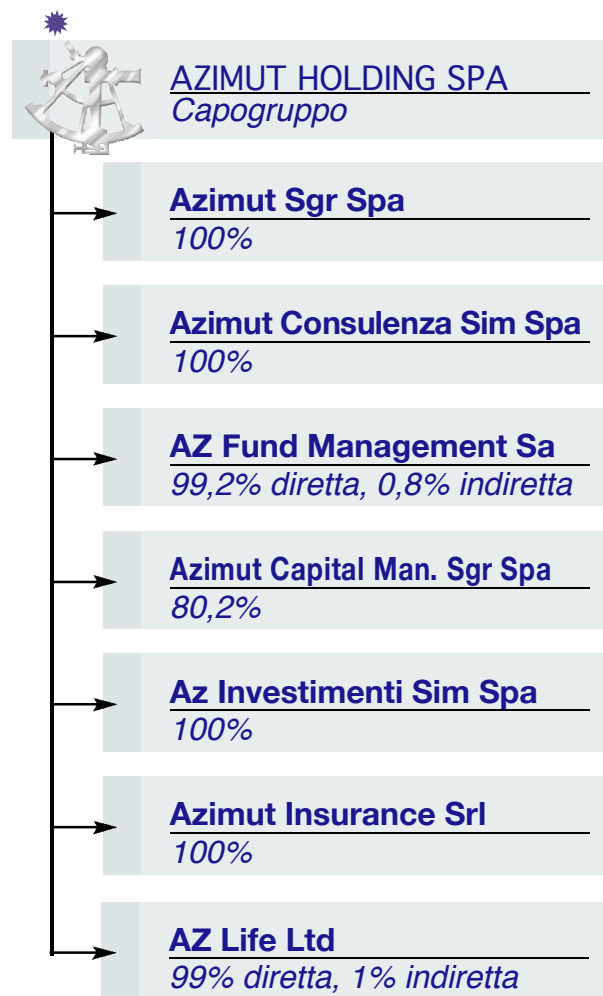 AZIMUT HOLDING SPA
Capogruppo
Azimut Sgr Spa
100%
Azimut Consulenza Sim Spa
100%
AZ Fund Management Sa
99,2% diretta, 0,8% indiretta
Azimut Capital Man. Sgr Spa
80,2%
Az Investimenti Sim Spa
100%
Azimut Insurance Srl
100%
AZ Life Ltd
99% diretta, 1% indiretta